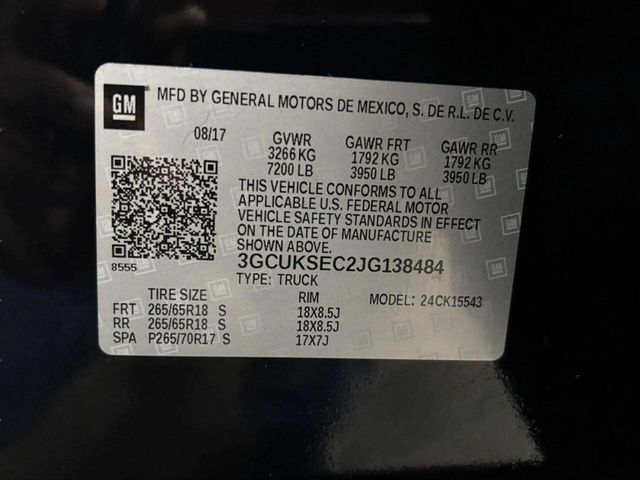 GM MFD BY GENERAL MOTORS DE MEXICO, S. DE R.L. DE C.V.
08/17 GVWR GAWR FRT GAWR RR
3266 KG 1792 KG 1792 KG
7200 LB 3950 LB 3950 LB
THIS VEHICLE CONFORMS TO ALL
APPLICABLE U.S. FEDERAL MOTOR
VEHICLE SAFETY STANDARDS IN EFFECT
ON THE DATE OF MANUFACTURE
SHOWN ABOVE.
8555 3GCUKSEC2JG138484
TYPE: TRUCK MODEL: 24CK15543
TIRE SIZE RIM
FRT 265/65R18 S 18X8.5J
RR 265/65R18 S 18X8.5J
SPA P265/70R17 S 17X7J